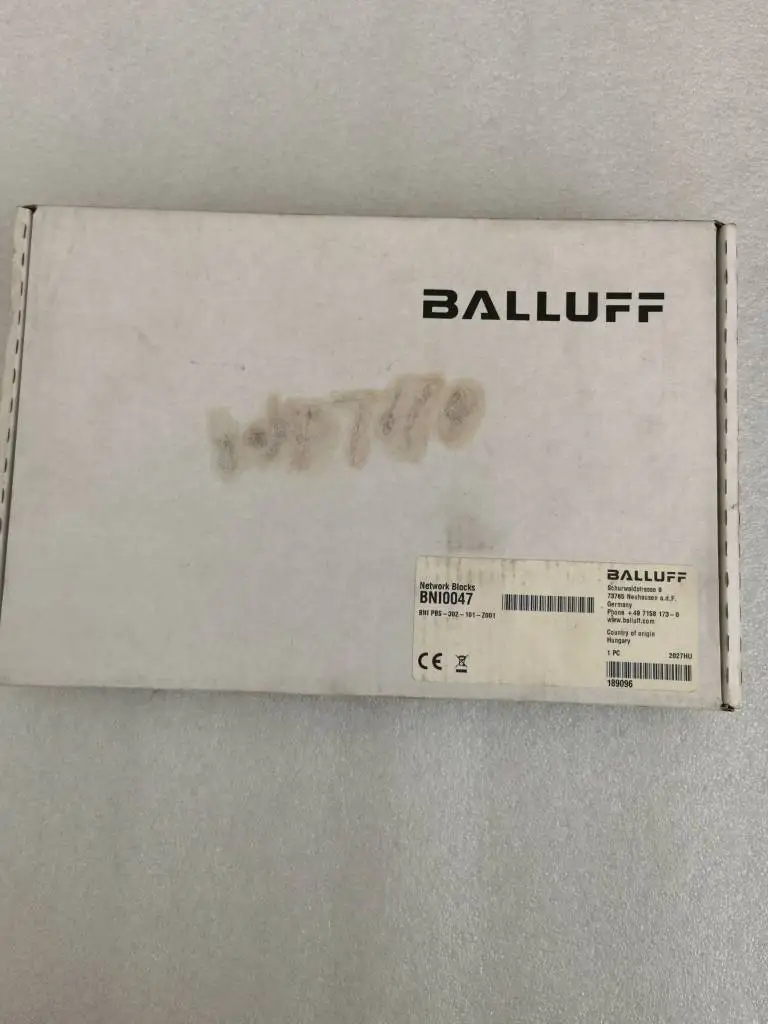 BALLUFF
Network Blocks
BNI0047
BNI PBS-302-101-Z001
BALLUFF
Schurwaldstrasse 9
73765 Neuhausen a.d.F.
Germany
Phone +49 7158 173-0
www.balluff.com
Country of origin
Hungary
1 PC 2027HU
189096
CE